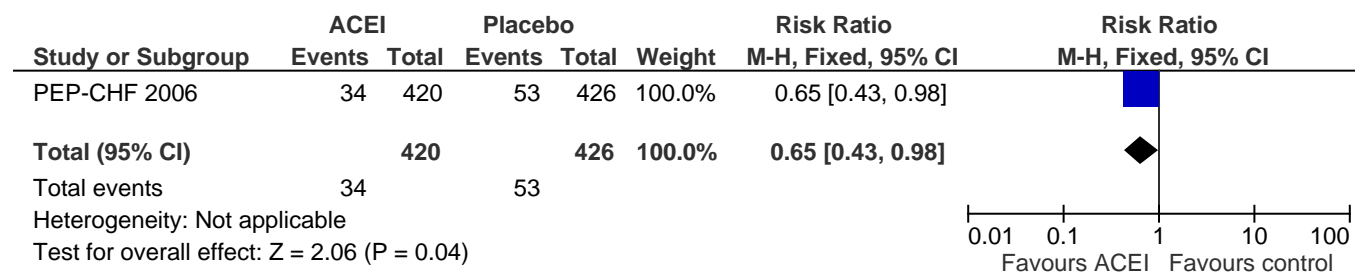 ACEI Placebo Risk Ratio Risk Ratio
Study or Subgroup Events Total Events Total Weight M-H, Fixed, 95% CI M-H, Fixed, 95% CI
PEP-CHF 2006 34 420 53 426 100.0% 0.65 [0.43, 0.98]
Total (95% CI) 420 426 100.0% 0.65 [0.43, 0.98]
Total events 34 53
Heterogeneity: Not applicable
Test for overall effect: Z = 2.06 (P = 0.04)
0.01 0.1 1 10 100
Favours ACEI Favours control